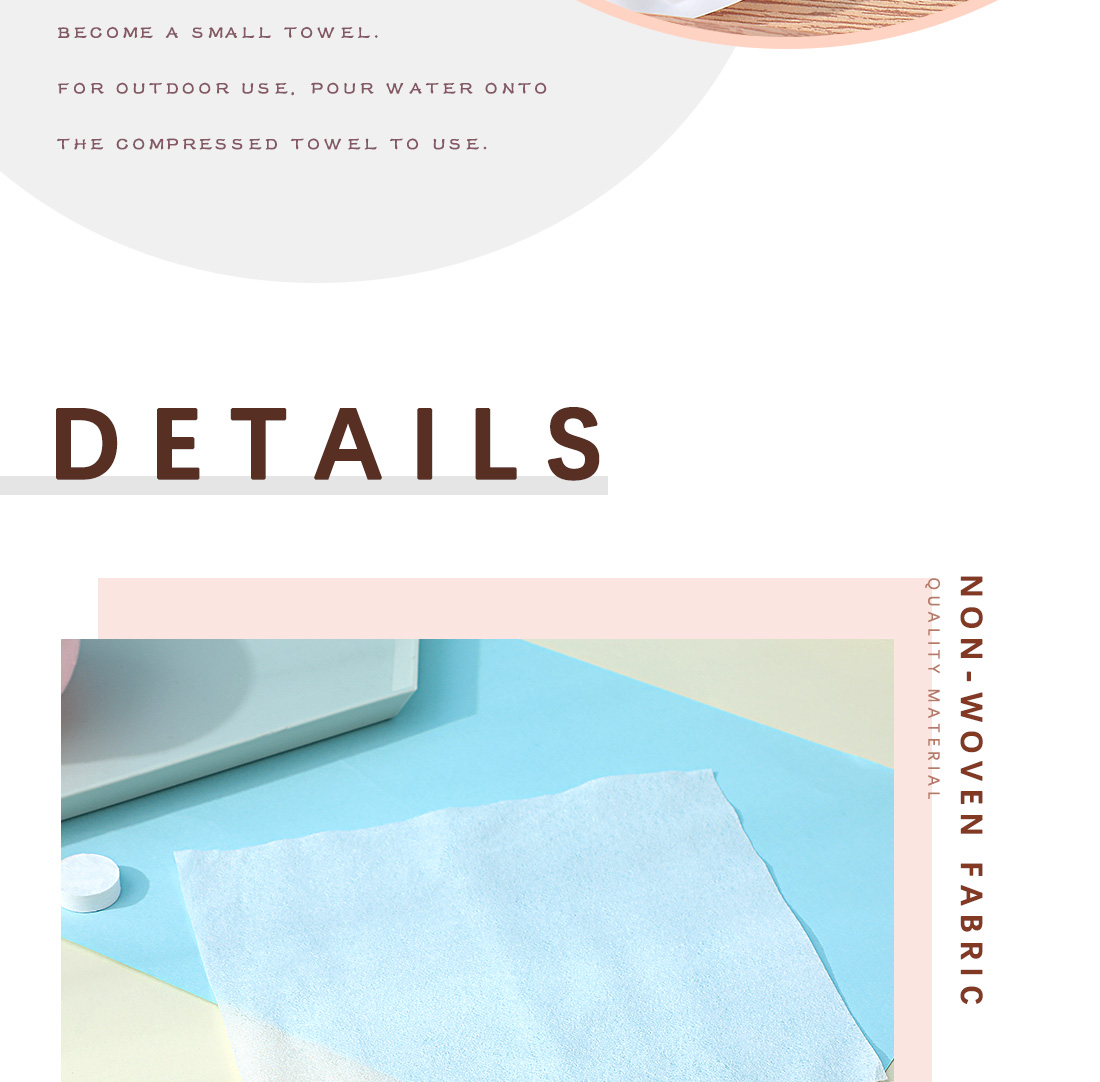 BECOME A SMALL TOWEL.
FOR OUTDOOR USE, POUR WATER ONTO
THE COMPRESSED TOWEL TO USE.
DETAILS
NON-WOVEN FABRIC
QUALITY MATERIAL